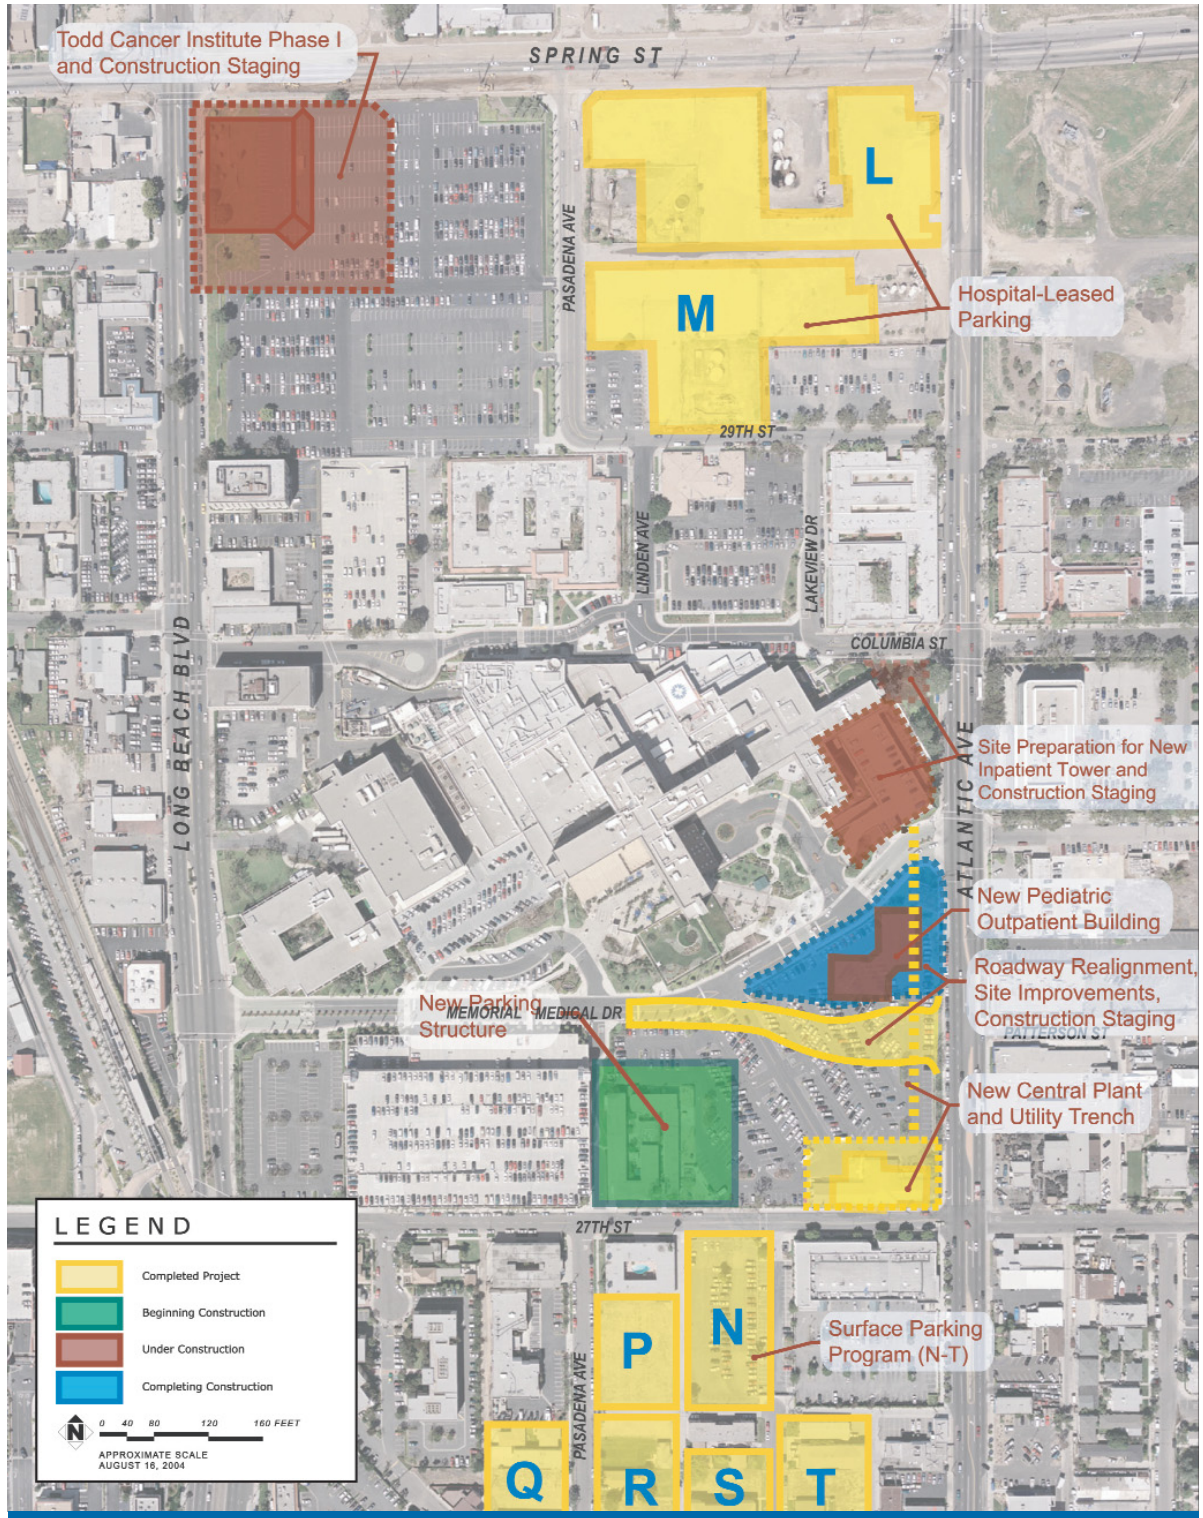 Todd Cancer Institute Phase I
and Construction Staging
SPRING ST
L
PASADENA AVE
M
Hospital-Leased
Parking
29TH ST
LINDEN AVE
LAKEVIEW DR
COLUMBIA ST
LONG BEACH BLVD
ATLANTIC AVE
Site Preparation for New
Inpatient Tower and
Construction Staging
New Pediatric
Outpatient Building
Roadway Realignment,
Site Improvements,
Construction Staging
New Parking
Structure
MEMORIAL MEDICAL DR
PATTERSON ST
New Central Plant
and Utility Trench
27TH ST
LEGEND
Completed Project
Beginning Construction
Under Construction
Completing Construction
N
0 40 80 120 160 FEET
APPROXIMATE SCALE
AUGUST 16, 2004
P
N
Surface Parking
Program (N-T)
PASADENA AVE
Q
R
S
T